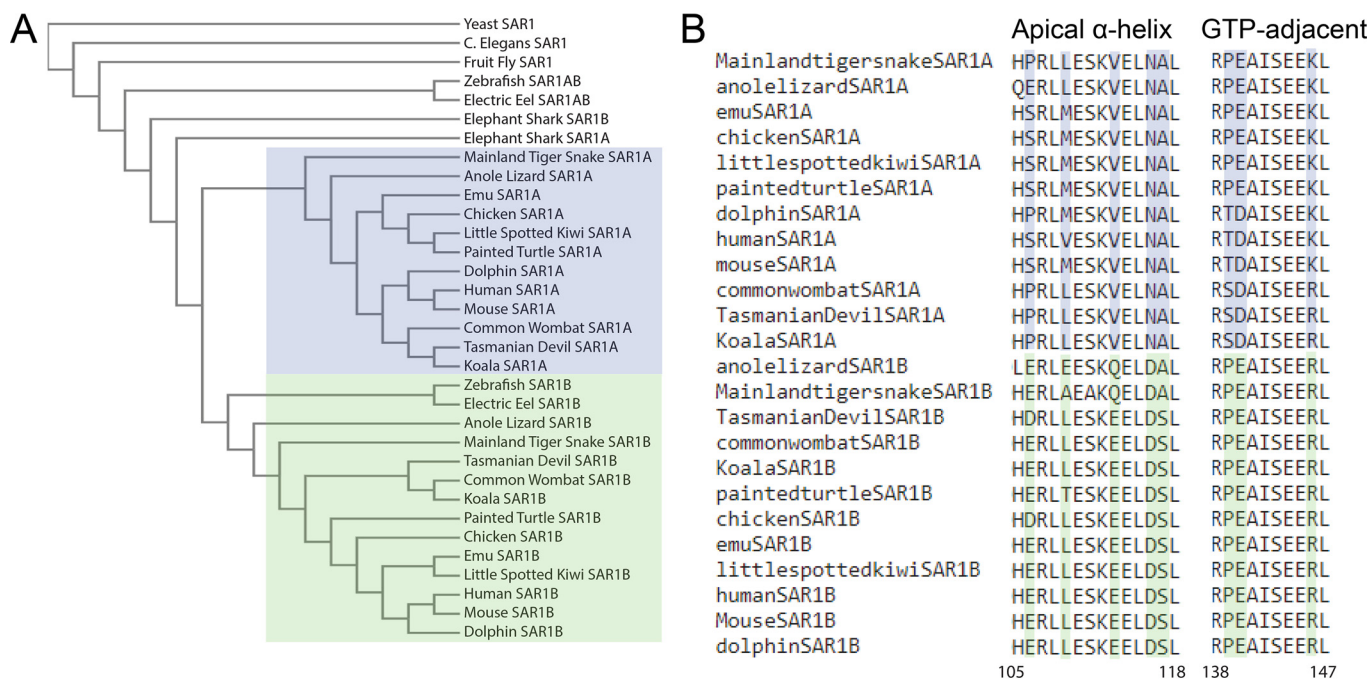 A
Yeast SAR1
C. Elegans SAR1
Fruit Fly SAR1
Zebrafish SAR1AB
Electric Eel SAR1AB
Elephant Shark SAR1B
Elephant Shark SAR1A
Mainland Tiger Snake SAR1A
Anole Lizard SAR1A
Emu SAR1A
Chicken SAR1A
Little Spotted Kiwi SAR1A
Painted Turtle SAR1A
Dolphin SAR1A
Human SAR1A
Mouse SAR1A
Common Wombat SAR1A
Tasmanian Devil SAR1A
Koala SAR1A
Zebrafish SAR1B
Electric Eel SAR1B
Anole Lizard SAR1B
Mainland Tiger Snake SAR1B
Tasmanian Devil SAR1B
Common Wombat SAR1B
Koala SAR1B
Painted Turtle SAR1B
Chicken SAR1B
Emu SAR1B
Little Spotted Kiwi SAR1B
Human SAR1B
Mouse SAR1B
Dolphin SAR1B
B
Apical α-helix GTP-adjacent
MainlandtigersnakeSAR1A HPRLLESKVELNAL RPEAISEEKL
anolelizardSAR1A QERLLESKVELNAL RPEAISEEKL
emuSAR1A HSRLMESKVELNAL RPEAISEEKL
chickenSAR1A HSRLMESKVELNAL RPEAISEEKL
littlespottedkiwiSAR1A HSRLMESKVELNAL RPEAISEEKL
paintedturtleSAR1A HSRLMESKVELNAL RPEAISEEKL
dolphinSAR1A HPRLMESKVELNAL RTDAISEEKL
humanSAR1A HSRLVESKVELNAL RTDAISEEKL
mouseSAR1A HSRLMESKVELNAL RTDAISEEKL
commonwombatSAR1A HPRLLESKVELNAL RSDAISEERL
TasmanianDevilSAR1A HPRLLESKVELNAL RSDAISEERL
KoalaSAR1A HPRLLESKVELNAL RSDAISEERL
anolelizardSAR1B LERLEESKQELDAL RPEAISEERL
MainlandtigersnakeSAR1B HERLAEAKQELDAL RPEAISEERL
TasmanianDevilSAR1B HDRLLESKEELDSL RPEAISEERL
commonwombatSAR1B HERLLESKEELDSL RPEAISEERL
KoalaSAR1B HERLLESKEELDSL RPEAISEERL
paintedturtleSAR1B HERLTESKEELDSL RPEAISEERL
chickenSAR1B HDRLLESKEELDSL RPEAISEERL
emuSAR1B HERLLESKEELDSL RPEAISEERL
littlespottedkiwiSAR1B HERLLESKEELDSL RPEAISEERL
humanSAR1B HERLLESKEELDSL RPEAISEERL
MouseSAR1B HERLLESKEELDSL RPEAISEERL
dolphinSAR1B HERLLESKEELDSL RPEAISEERL
105 118 138 147